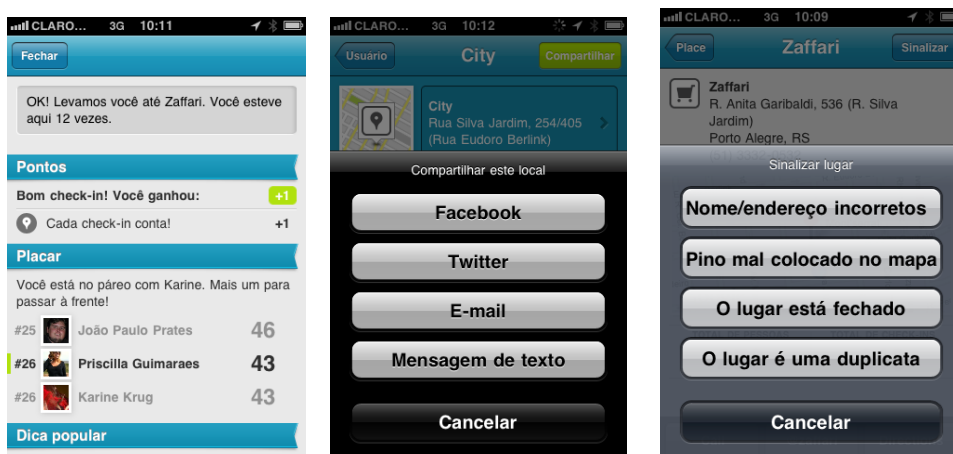 CLARO... 3G 10:11
Fechar
OK! Levamos você até Zaffari. Você esteve
aqui 12 vezes.
Pontos
Bom check-in! Você ganhou: +1
Cada check-in conta! +1
Placar
Você está no páreo com Karine. Mais um para
passar à frente!
#25 João Paulo Prates 46
#26 Priscilla Guimaraes 43
#26 Karine Krug 43
Dica popular
CLARO... 3G 10:12
Usuário City Compartilhar
City
Rua Silva Jardim, 254/405
(Rua Eudoro Berlink)
Compartilhar este local
Facebook
Twitter
E-mail
Mensagem de texto
Cancelar
CLARO... 3G 10:09
Place Zaffari Sinalizar
Zaffari
R. Anita Garibaldi, 536 (R. Silva
Jardim)
Porto Alegre, RS
Sinalizar lugar
Nome/endereço incorretos
Pino mal colocado no mapa
O lugar está fechado
O lugar é uma duplicata
Cancelar